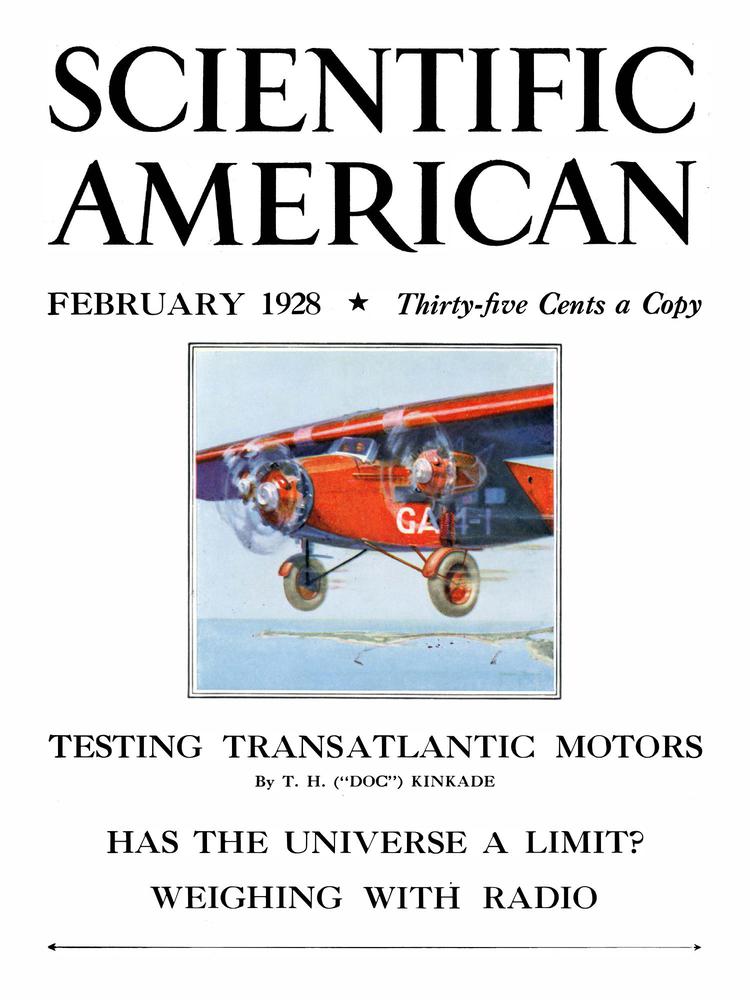 SCIENTIFIC
AMERICAN
FEBRUARY 1928 ★ Thirty-five Cents a Copy
GA
TESTING TRANSATLANTIC MOTORS
By T. H. ("DOC") KINKADE
HAS THE UNIVERSE A LIMIT?
WEIGHING WITH RADIO